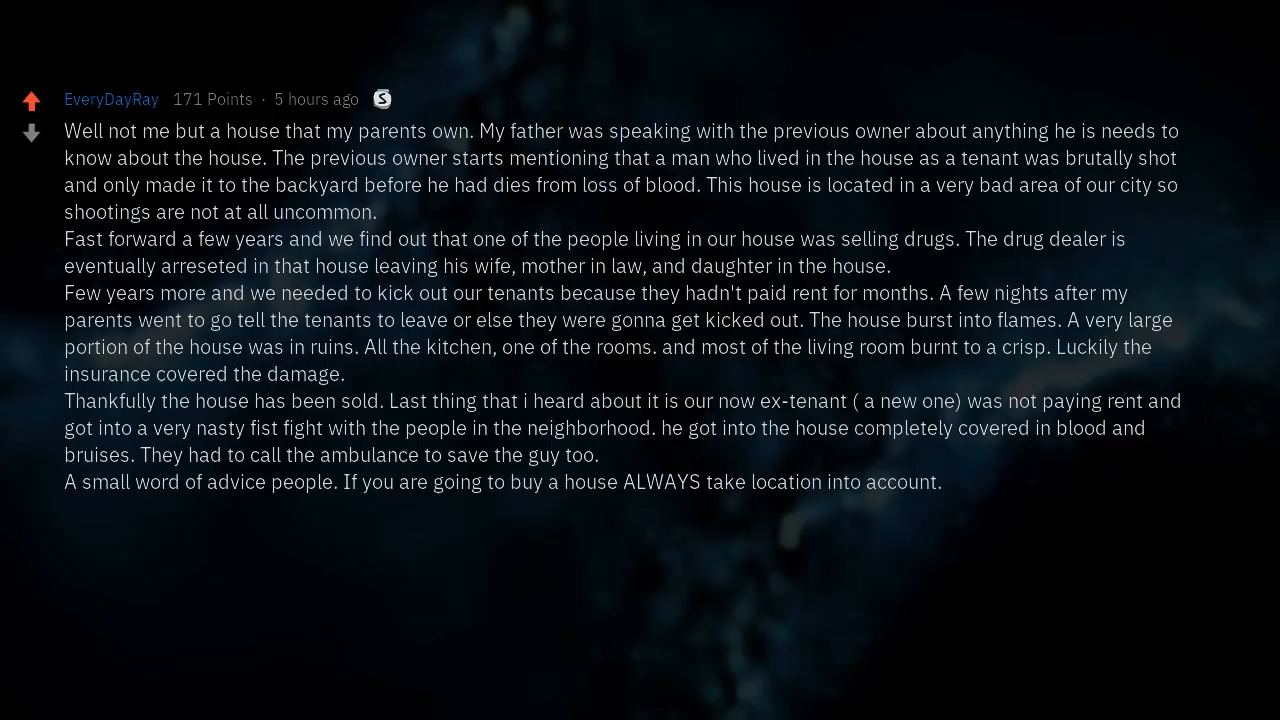 EveryDayRay 171 Points · 5 hours ago
Well not me but a house that my parents own. My father was speaking with the previous owner about anything he is needs to
know about the house. The previous owner starts mentioning that a man who lived in the house as a tenant was brutally shot
and only made it to the backyard before he had dies from loss of blood. This house is located in a very bad area of our city so
shootings are not at all uncommon.
Fast forward a few years and we find out that one of the people living in our house was selling drugs. The drug dealer is
eventually arreseted in that house leaving his wife, mother in law, and daughter in the house.
Few years more and we needed to kick out our tenants because they hadn't paid rent for months. A few nights after my
parents went to go tell the tenants to leave or else they were gonna get kicked out. The house burst into flames. A very large
portion of the house was in ruins. All the kitchen, one of the rooms. and most of the living room burnt to a crisp. Luckily the
insurance covered the damage.
Thankfully the house has been sold. Last thing that i heard about it is our now ex-tenant ( a new one) was not paying rent and
got into a very nasty fist fight with the people in the neighborhood. he got into the house completely covered in blood and
bruises. They had to call the ambulance to save the guy too.
A small word of advice people. If you are going to buy a house ALWAYS take location into account.